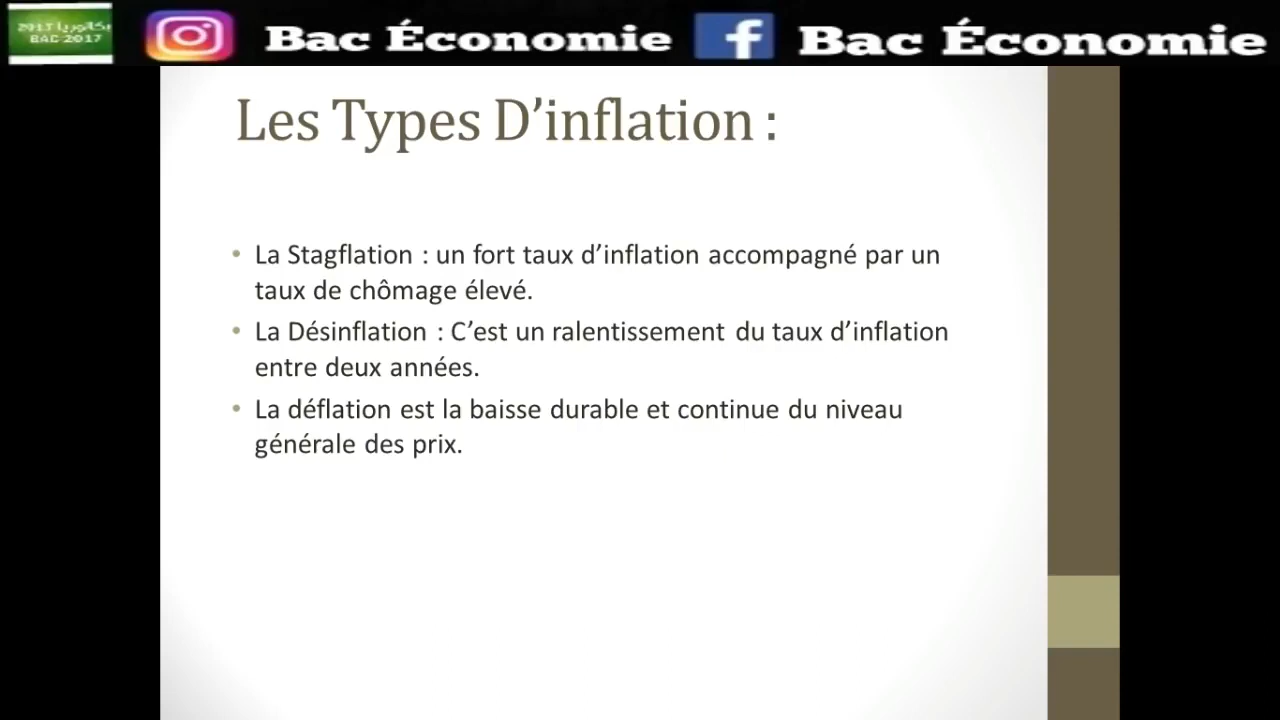 بكالوريا 2017
BAC 2017
Bac Économie
Bac Économie
Les Types D’inflation :
• La Stagflation : un fort taux d’inflation accompagné par un
taux de chômage élevé.
• La Désinflation : C’est un ralentissement du taux d’inflation
entre deux années.
• La déflation est la baisse durable et continue du niveau
générale des prix.